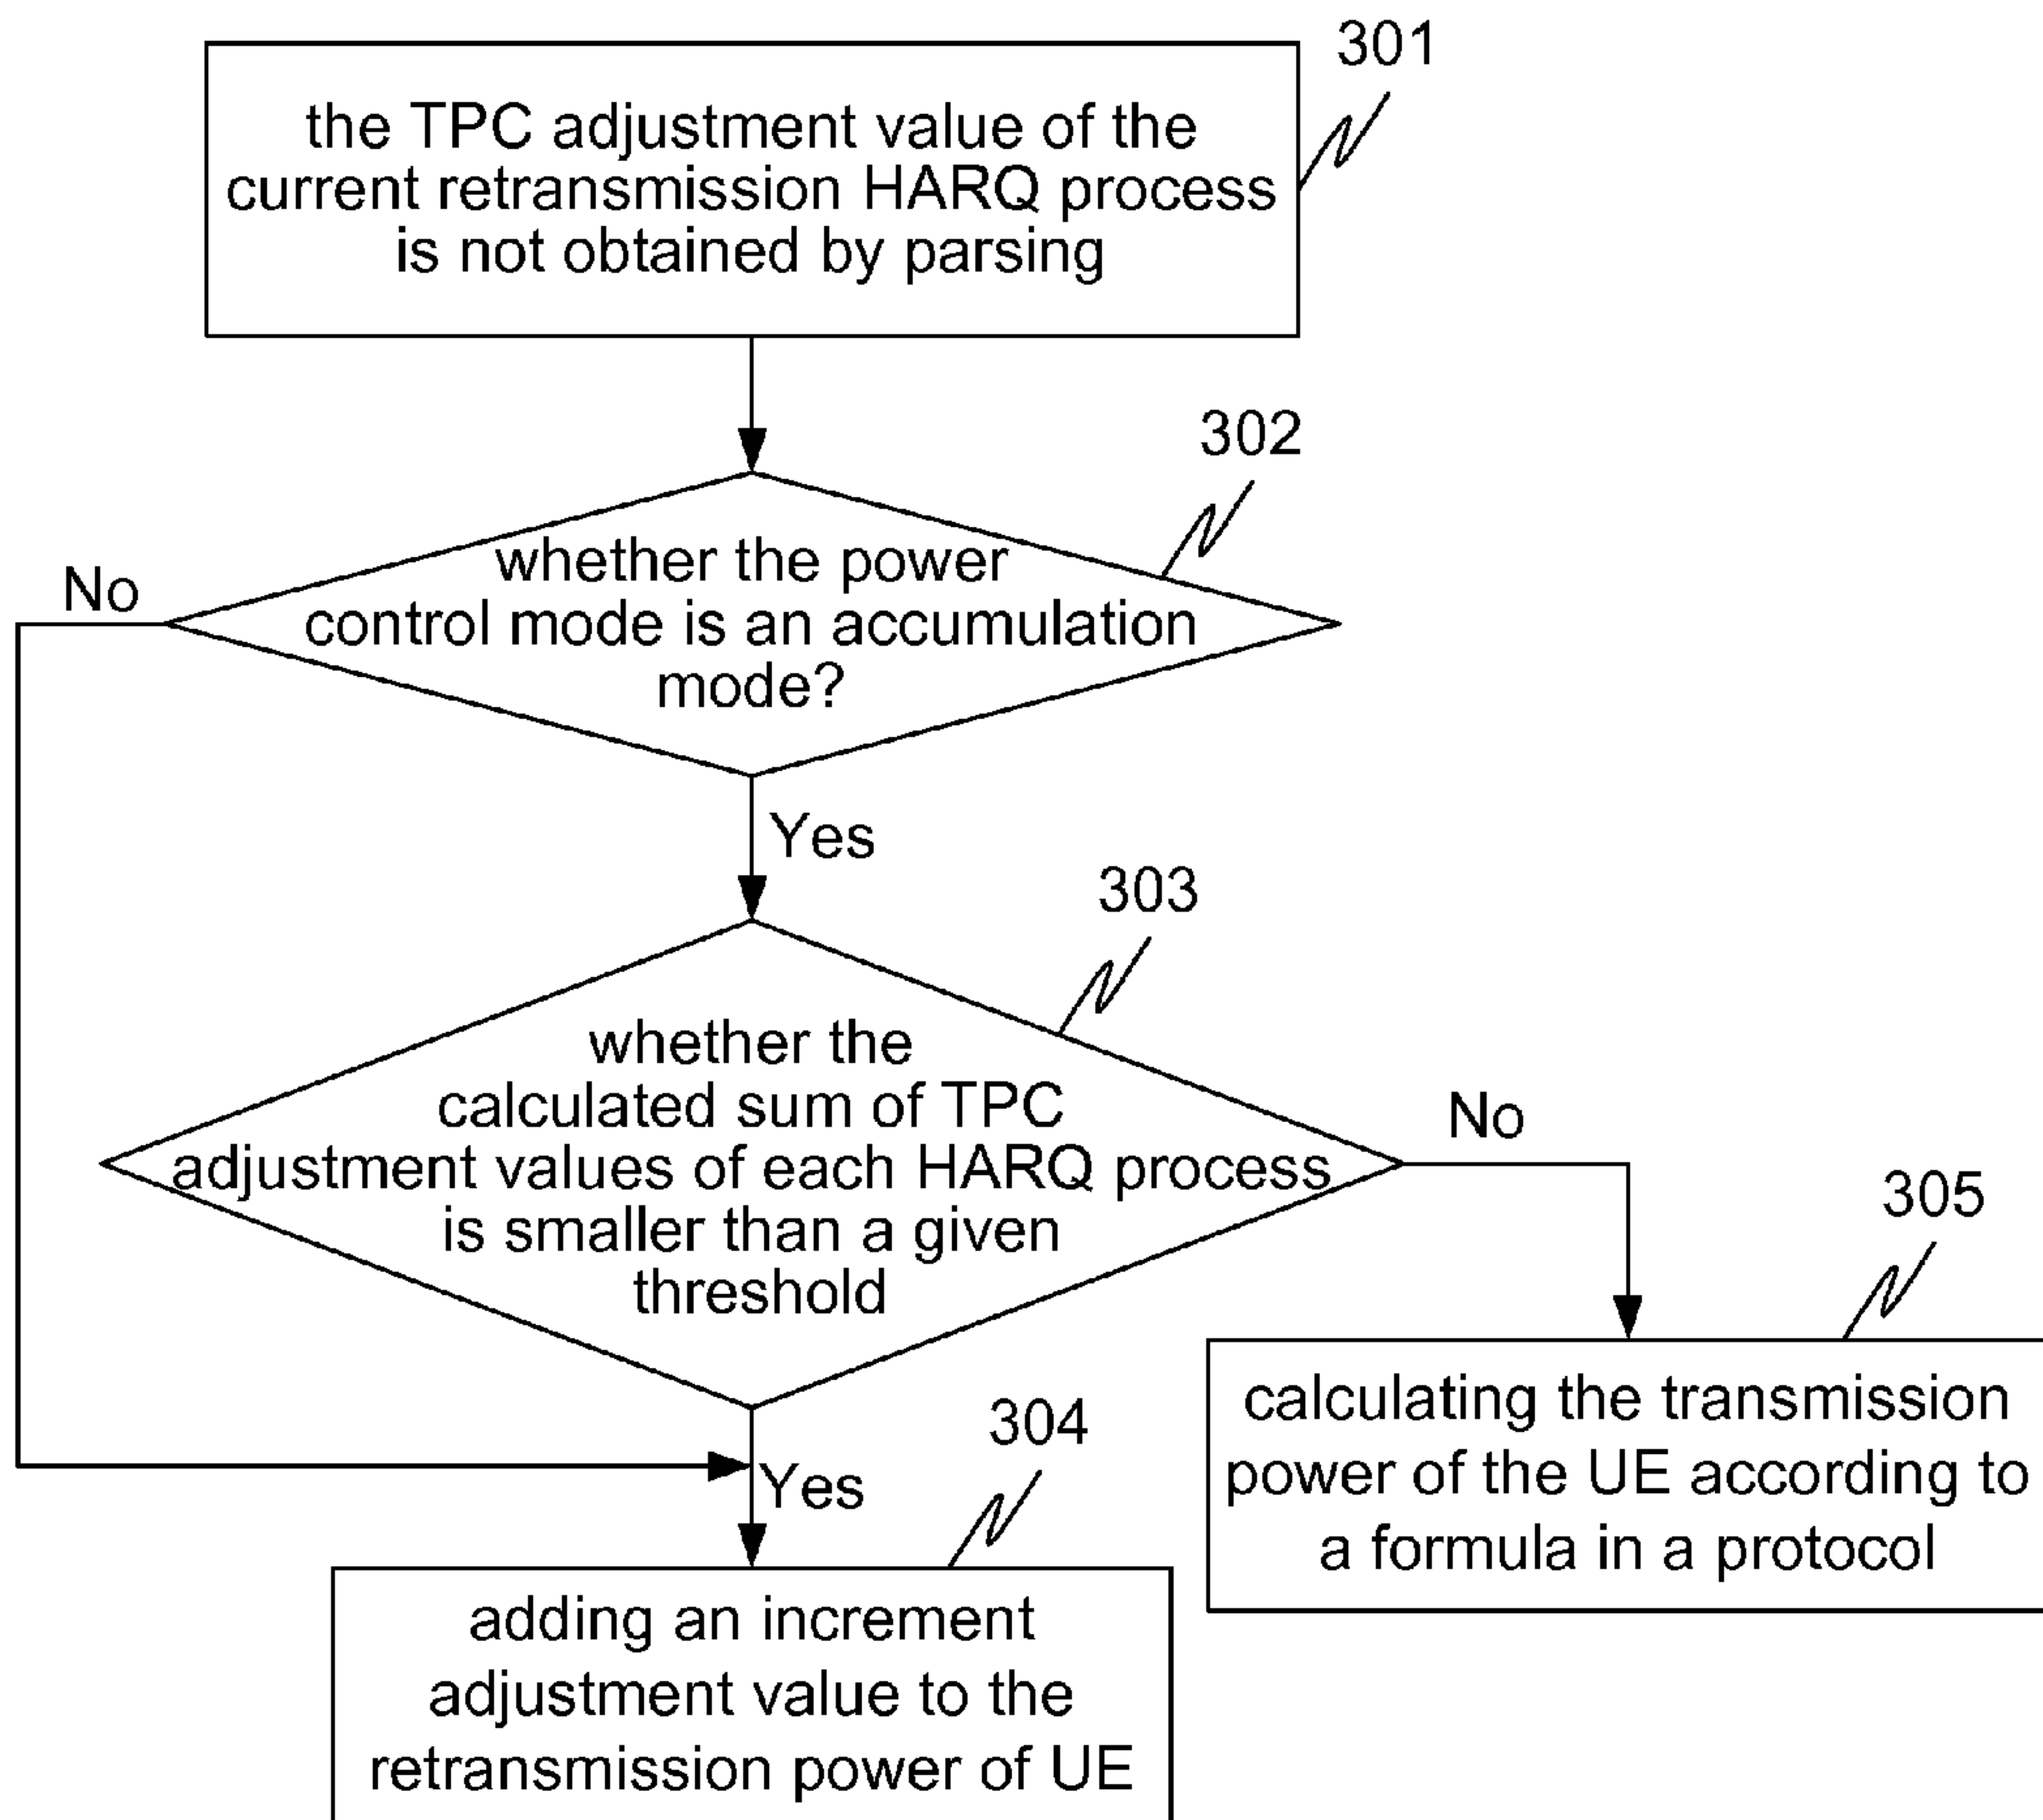 301
the TPC adjustment value of the
current retransmission HARQ process
is not obtained by parsing
302
whether the power
control mode is an accumulation
mode?
No
Yes
303
whether the
calculated sum of TPC
adjustment values of each HARQ process
is smaller than a given
threshold
No
305
calculating the transmission
power of the UE according to
a formula in a protocol
Yes
304
adding an increment
adjustment value to the
retransmission power of UE